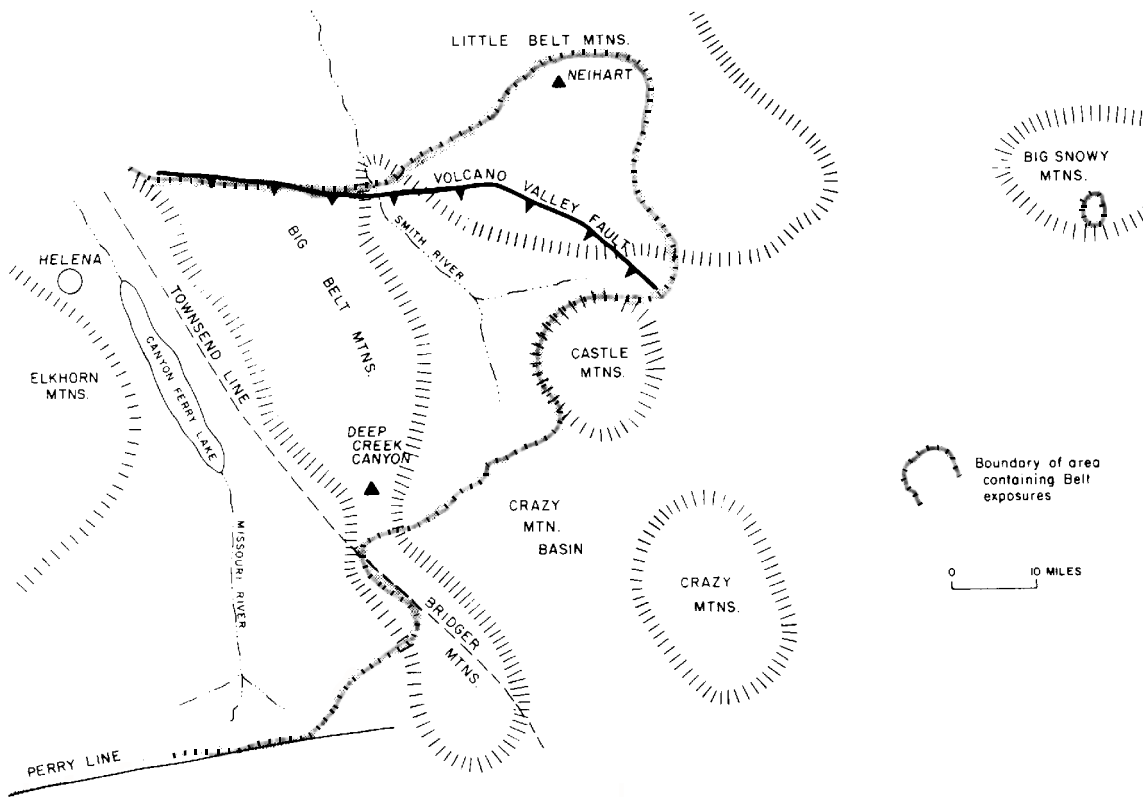 LITTLE BELT MTNS.
NEIHART
BIG SNOWY
MTNS.
VOLCANO VALLEY FAULT
SMITH RIVER
BIG
BELT
MTNS.
HELENA
TOWNSEND LINE
CANYON FERRY LAKE
ELKHORN
MTNS.
CASTLE
MTNS.
DEEP
CREEK
CANYON
Boundary of area
containing Belt
exposures
CRAZY
MTN.
BASIN
CRAZY
MTNS.
0 10 MILES
MISSOURI RIVER
BRIDGER
MTNS.
PERRY LINE